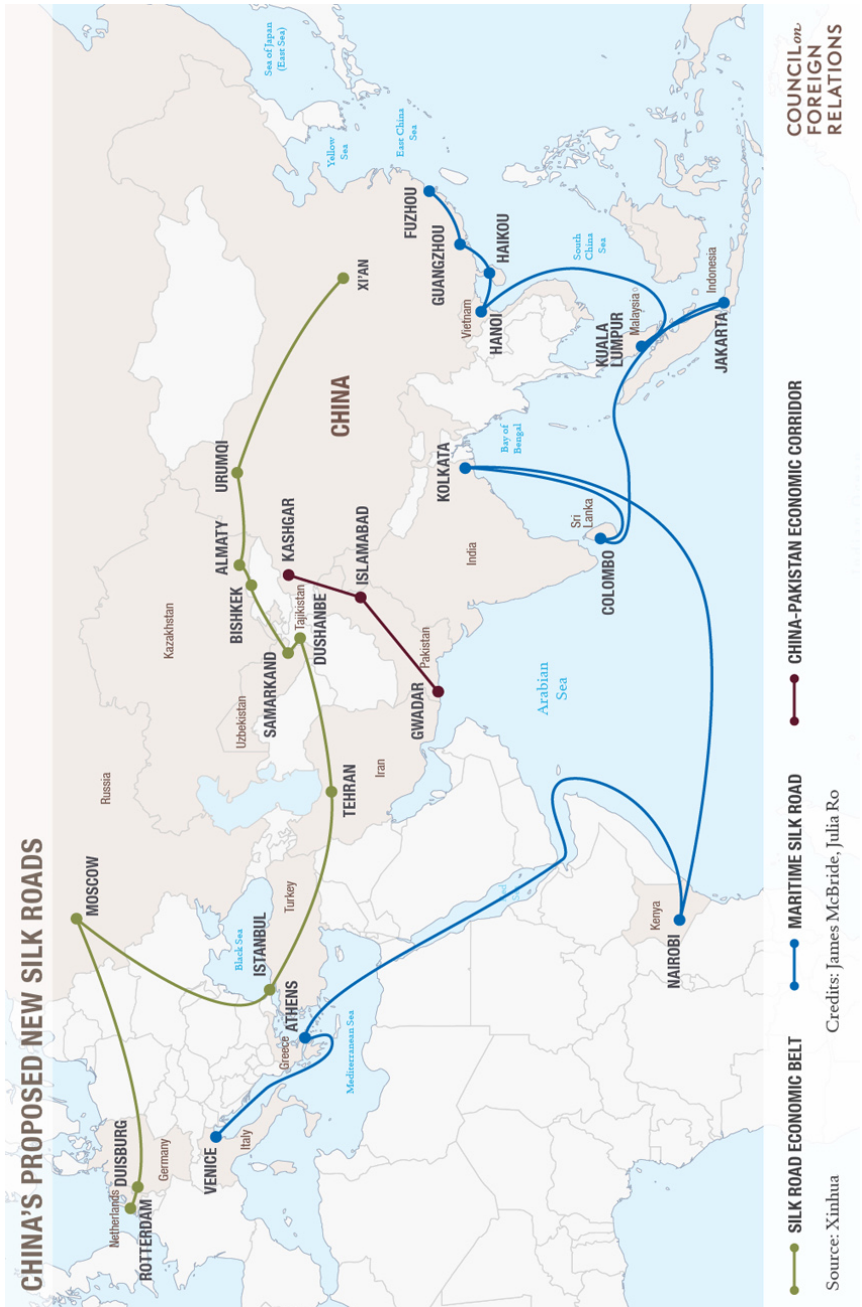 CHINA'S PROPOSED NEW SILK ROADS
Russia
MOSCOW
Netherlands
DUISBURG
ROTTERDAM
Germany
VENICE
Italy
Greece
ATHENS
ISTANBUL
Black Sea
Turkey
Mediterranean Sea
Kazakhstan
Uzbekistan
SAMARKAND
BISHKEK
ALMATY
URUMQI
Tajikistan
DUSHANBE
KASHGAR
XI'AN
CHINA
TEHRAN
Iran
ISLAMABAD
Pakistan
GWADAR
India
KOLKATA
Bay of
Bengal
Sri
Lanka
COLOMBO
Arabian
Sea
Red
Sea
Kenya
NAIROBI
Sea of Japan
(East Sea)
Yellow
Sea
East China
Sea
FUZHOU
GUANGZHOU
HAIKOU
Vietnam
HANOI
South
China
Sea
KUALA
LUMPUR
Malaysia
Indonesia
JAKARTA
SILK ROAD ECONOMIC BELT
MARITIME SILK ROAD
CHINA-PAKISTAN ECONOMIC CORRIDOR
Source: Xinhua
Credits: James McBride, Julia Ro
COUNCIL on
FOREIGN
RELATIONS